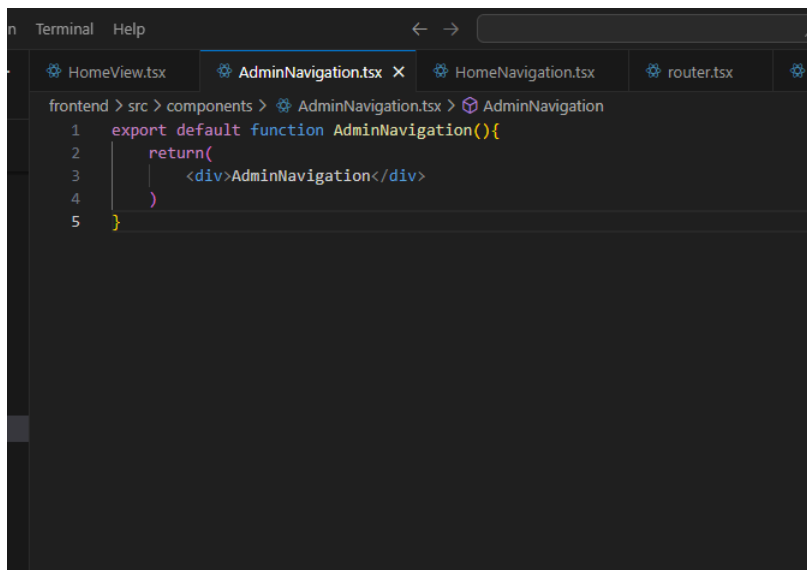 n Terminal Help
HomeView.tsx AdminNavigation.tsx HomeNavigation.tsx router.tsx
frontend > src > components > AdminNavigation.tsx > AdminNavigation
1 export default function AdminNavigation(){
2 return(
3 <div>AdminNavigation</div>
4 )
5 }